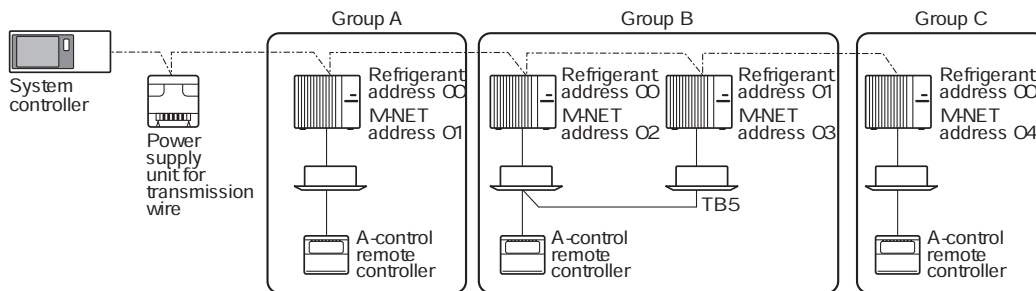 Group A
Group B
Group C
System
controller
Power
supply
unit for
transmission
wire
Refrigerant
address 00
M-NET
address 01
A-control
remote
controller
Refrigerant
address 00
M-NET
address 02
Refrigerant
address 01
M-NET
address 03
TB5
A-control
remote
controller
Refrigerant
address 00
M-NET
address 04
A-control
remote
controller